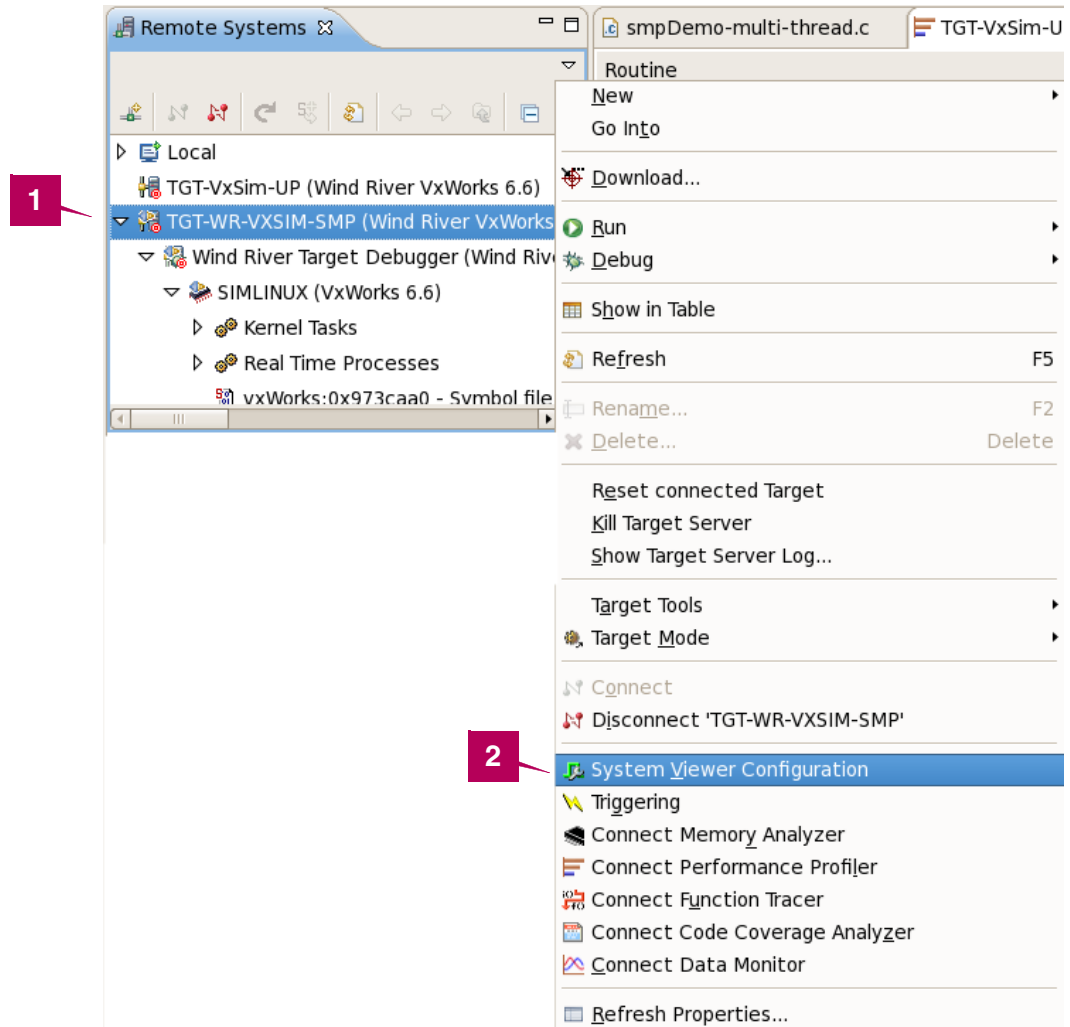 Remote Systems
smpDemo-multi-thread.c
TGT-VxSim-U
Routine
Local
TGT-VxSim-UP (Wind River VxWorks 6.6)
1
TGT-WR-VXSIM-SMP (Wind River VxWorks
Wind River Target Debugger (Wind Riv
SIMLINUX (VxWorks 6.6)
Kernel Tasks
Real Time Processes
vxWorks:0x973caa0 - Symbol file
New
Go Into
Download...
Run
Debug
Show in Table
Refresh F5
Rename... F2
Delete... Delete
Reset connected Target
Kill Target Server
Show Target Server Log...
Target Tools
Target Mode
Connect
Disconnect 'TGT-WR-VXSIM-SMP'
2
System Viewer Configuration
Triggering
Connect Memory Analyzer
Connect Performance Profiler
Connect Function Tracer
Connect Code Coverage Analyzer
Connect Data Monitor
Refresh Properties...